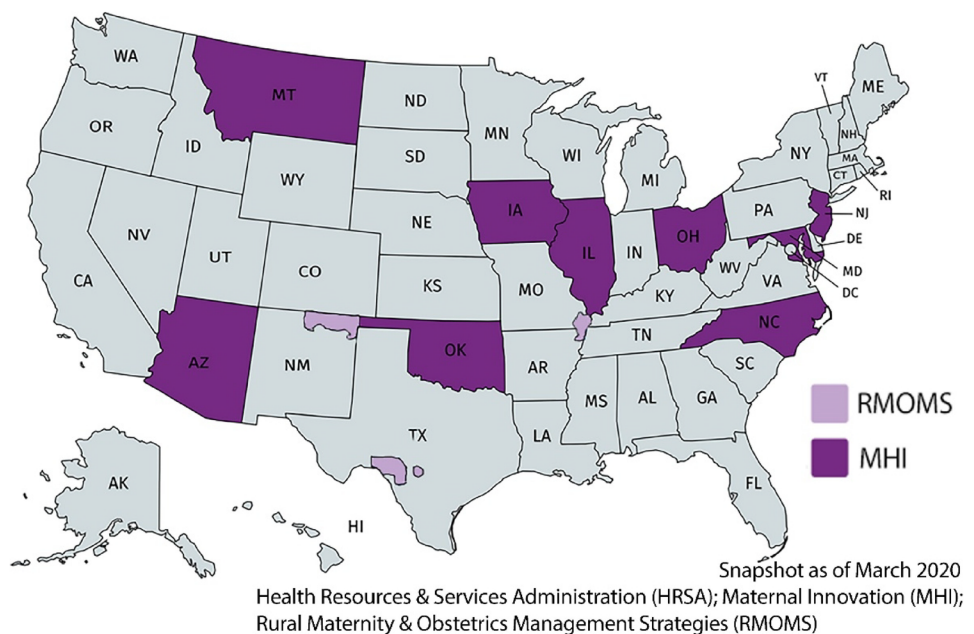 WA
MT
ND
MN
VT
ME
OR
ID
SD
WI
MI
NY
NH
MA
CT
RI
WY
IA
NE
PA
NJ
NV
UT
CO
IL
IN
OH
DE
MD
DC
CA
KS
MO
WV
VA
KY
AZ
NM
OK
AR
TN
NC
SC
MS
AL
GA
TX
LA
FL
AK
HI
RMOMS
MHI
Snapshot as of March 2020
Health Resources & Services Administration (HRSA); Maternal Innovation (MHI);
Rural Maternity & Obstetrics Management Strategies (RMOMS)